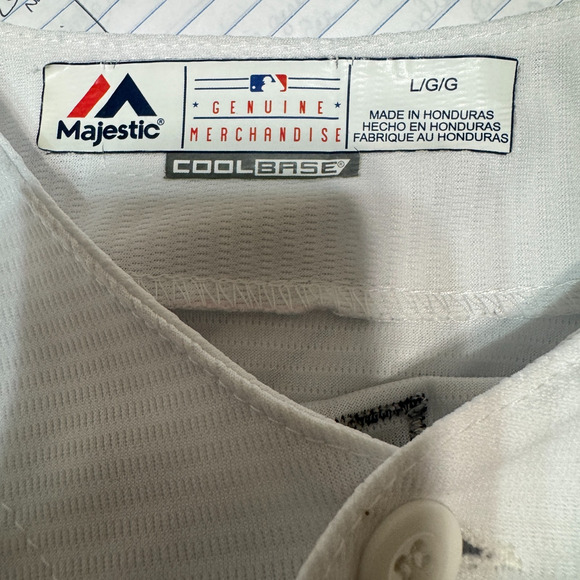 Majestic®
GENUINE
MERCHANDISE
L/G/G
MADE IN HONDURAS
HECHO EN HONDURAS
FABRIQUE AU HONDURAS
COOLBASE®